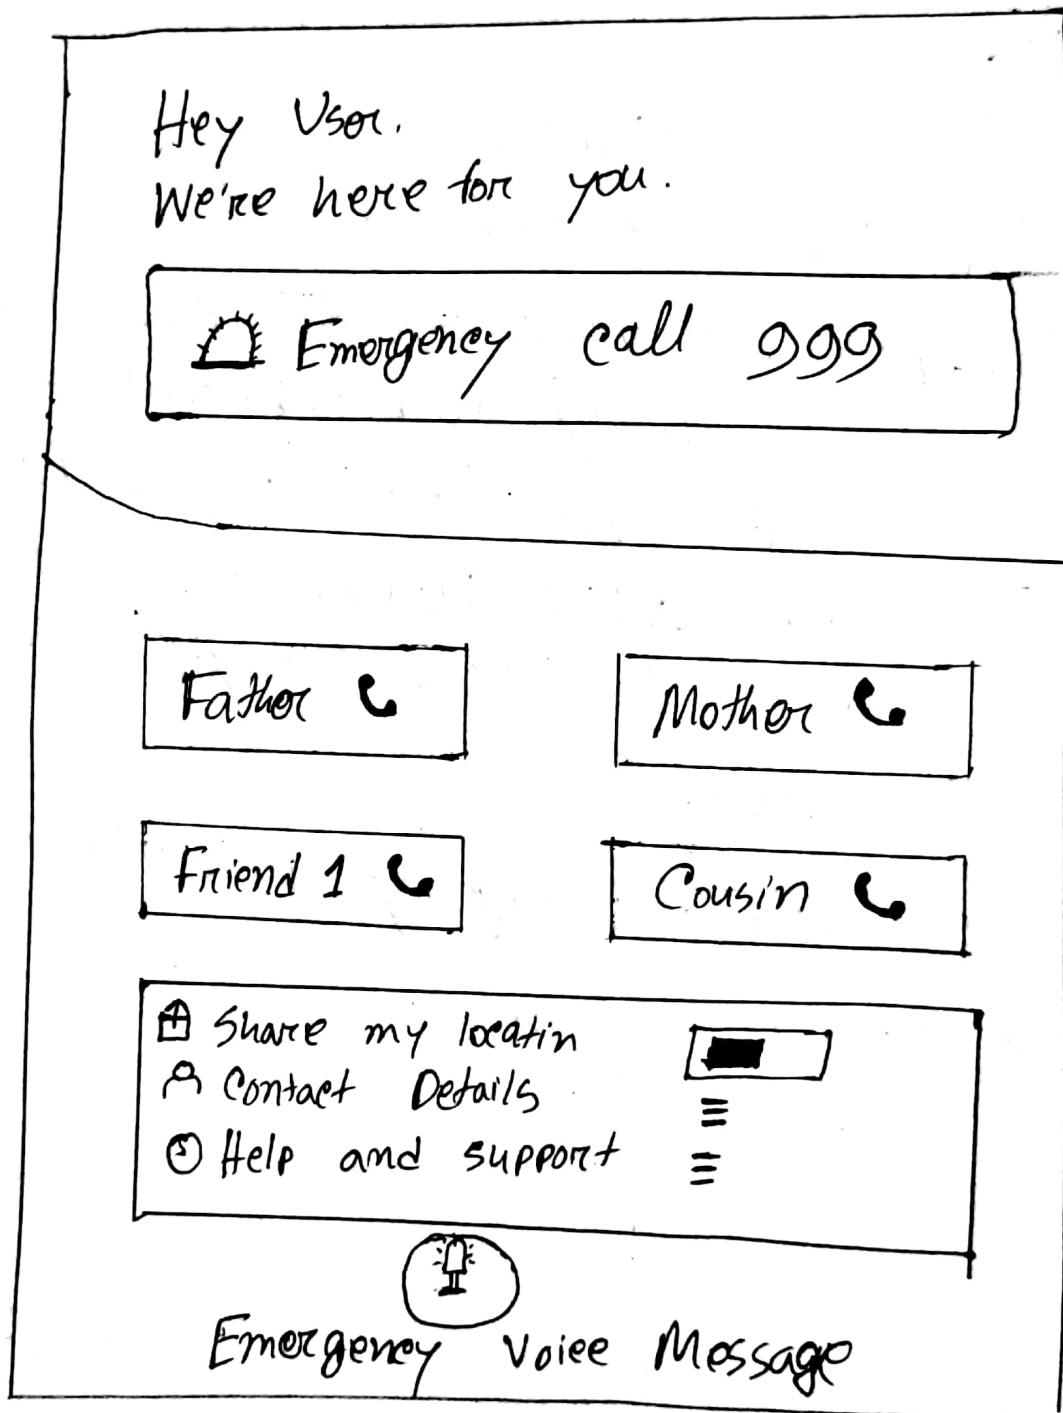 Hey User.
We're here for you.
Emergency call 999
Father
Mother
Friend 1
Cousin
Share my locatin
Contact Details
Help and support
Emergency Voice Message